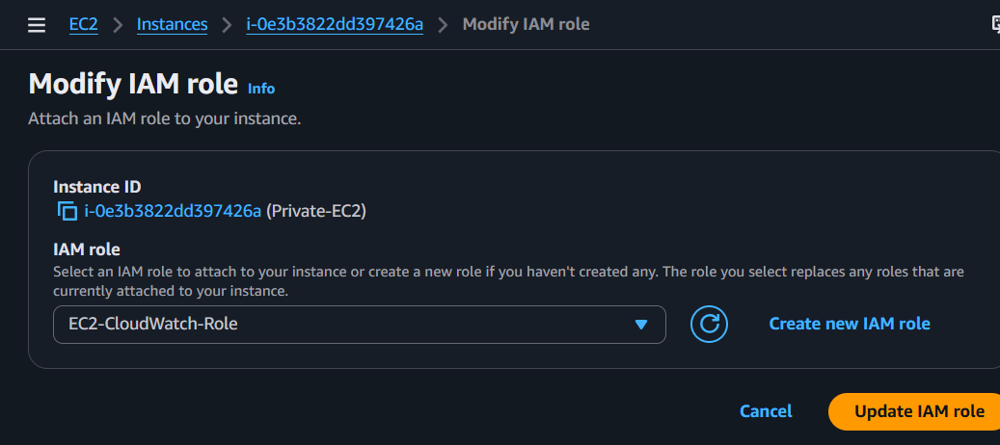 EC2 > Instances > i-0e3b3822dd397426a > Modify IAM role
Modify IAM role Info
Attach an IAM role to your instance.
Instance ID
i-0e3b3822dd397426a (Private-EC2)
IAM role
Select an IAM role to attach to your instance or create a new role if you haven't created any. The role you select replaces any roles that are
currently attached to your instance.
EC2-CloudWatch-Role
Create new IAM role
Cancel
Update IAM role